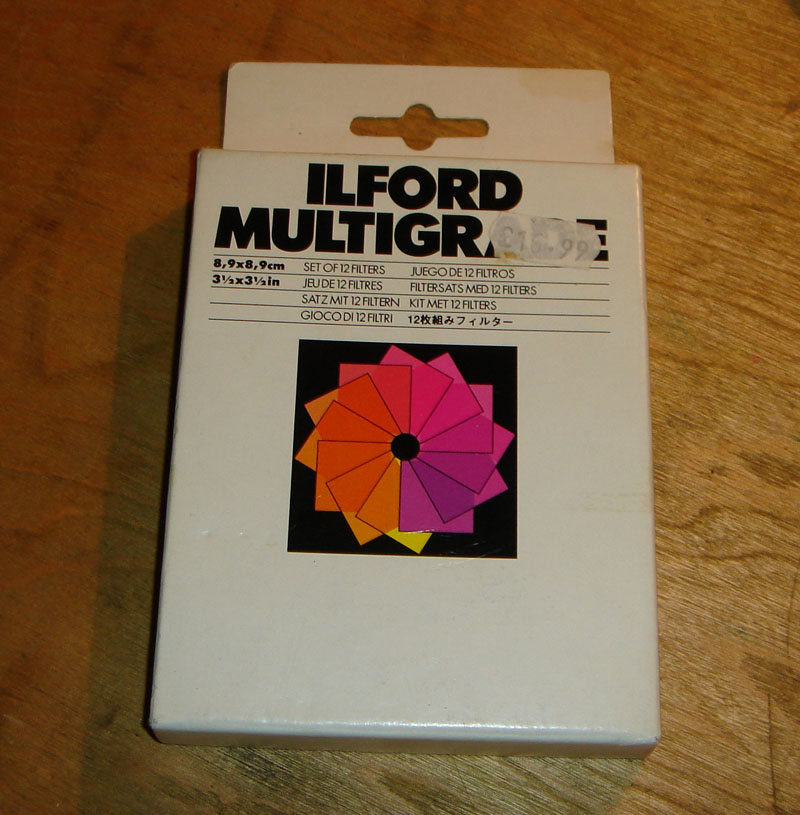 ILFORD
MULTIGRADE
8,9x8,9cm SET OF 12 FILTERS JUEGO DE 12 FILTROS
3½x3½in JEU DE 12 FILTRES FILTERSATS MED 12 FILTERS
SATZ MIT 12 FILTERN KIT MET 12 FILTERS
GIOCO DI 12 FILTRI 12枚組みフィルター